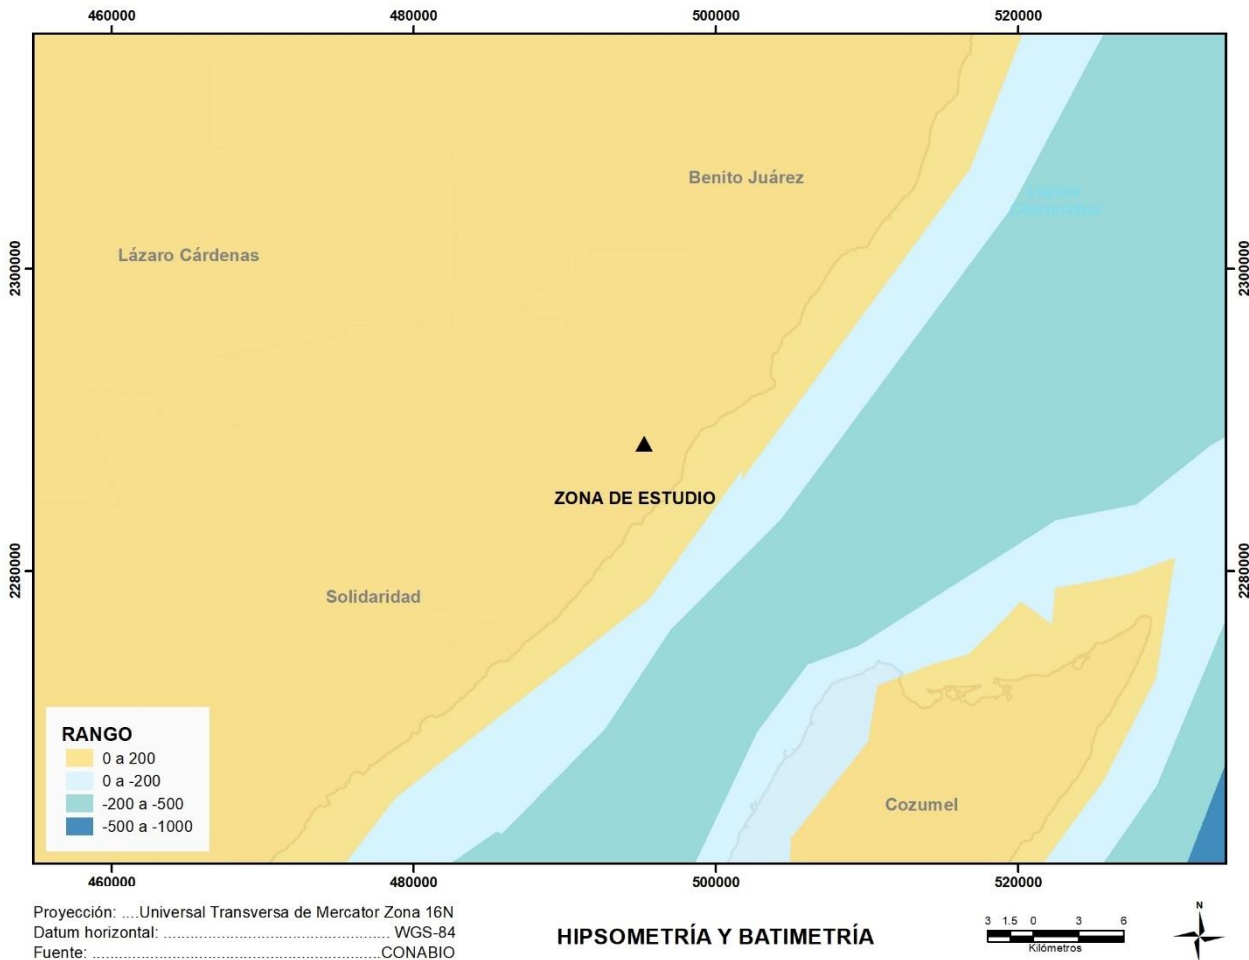 460000 480000 500000 520000
Benito Juárez
Lázaro Cárdenas
2300000 2300000
ZONA DE ESTUDIO
2280000 2280000
Solidaridad
RANGO
0 a 200
0 a -200
-200 a -500
-500 a -1000
Cozumel
460000 480000 500000 520000
Proyección: ....Universal Transversa de Mercator Zona 16N
Datum horizontal: ................................................ WGS-84
Fuente: ............................................................CONABIO
HIPSOMETRÍA Y BATIMETRÍA
3 1.5 0 3 6
Kilómetros
N